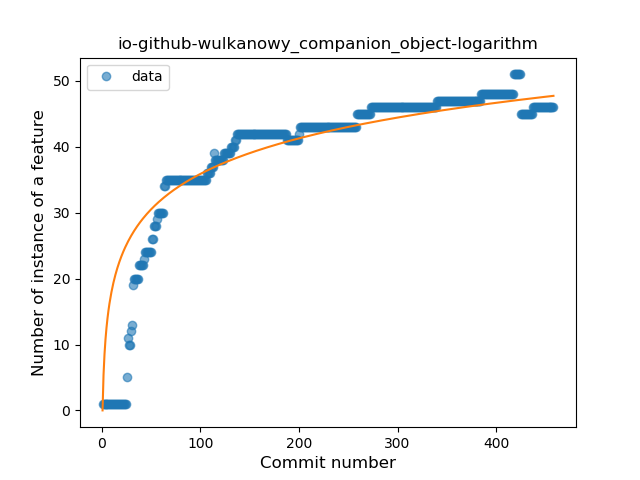 io-github-wulkanowy_companion_object-logarithm
data
Number of instance of a feature
50
40
30
20
10
0
0 100 200 300 400
Commit number